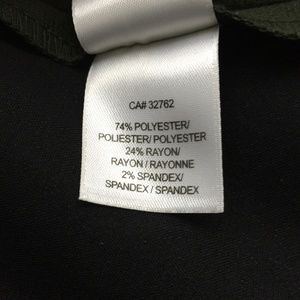 CA# 32762
74% POLYESTER/
POLIESTER/ POLYESTER
24% RAYON/
RAYON / RAYONNE
2% SPANDEX/
SPANDEX / SPANDEX